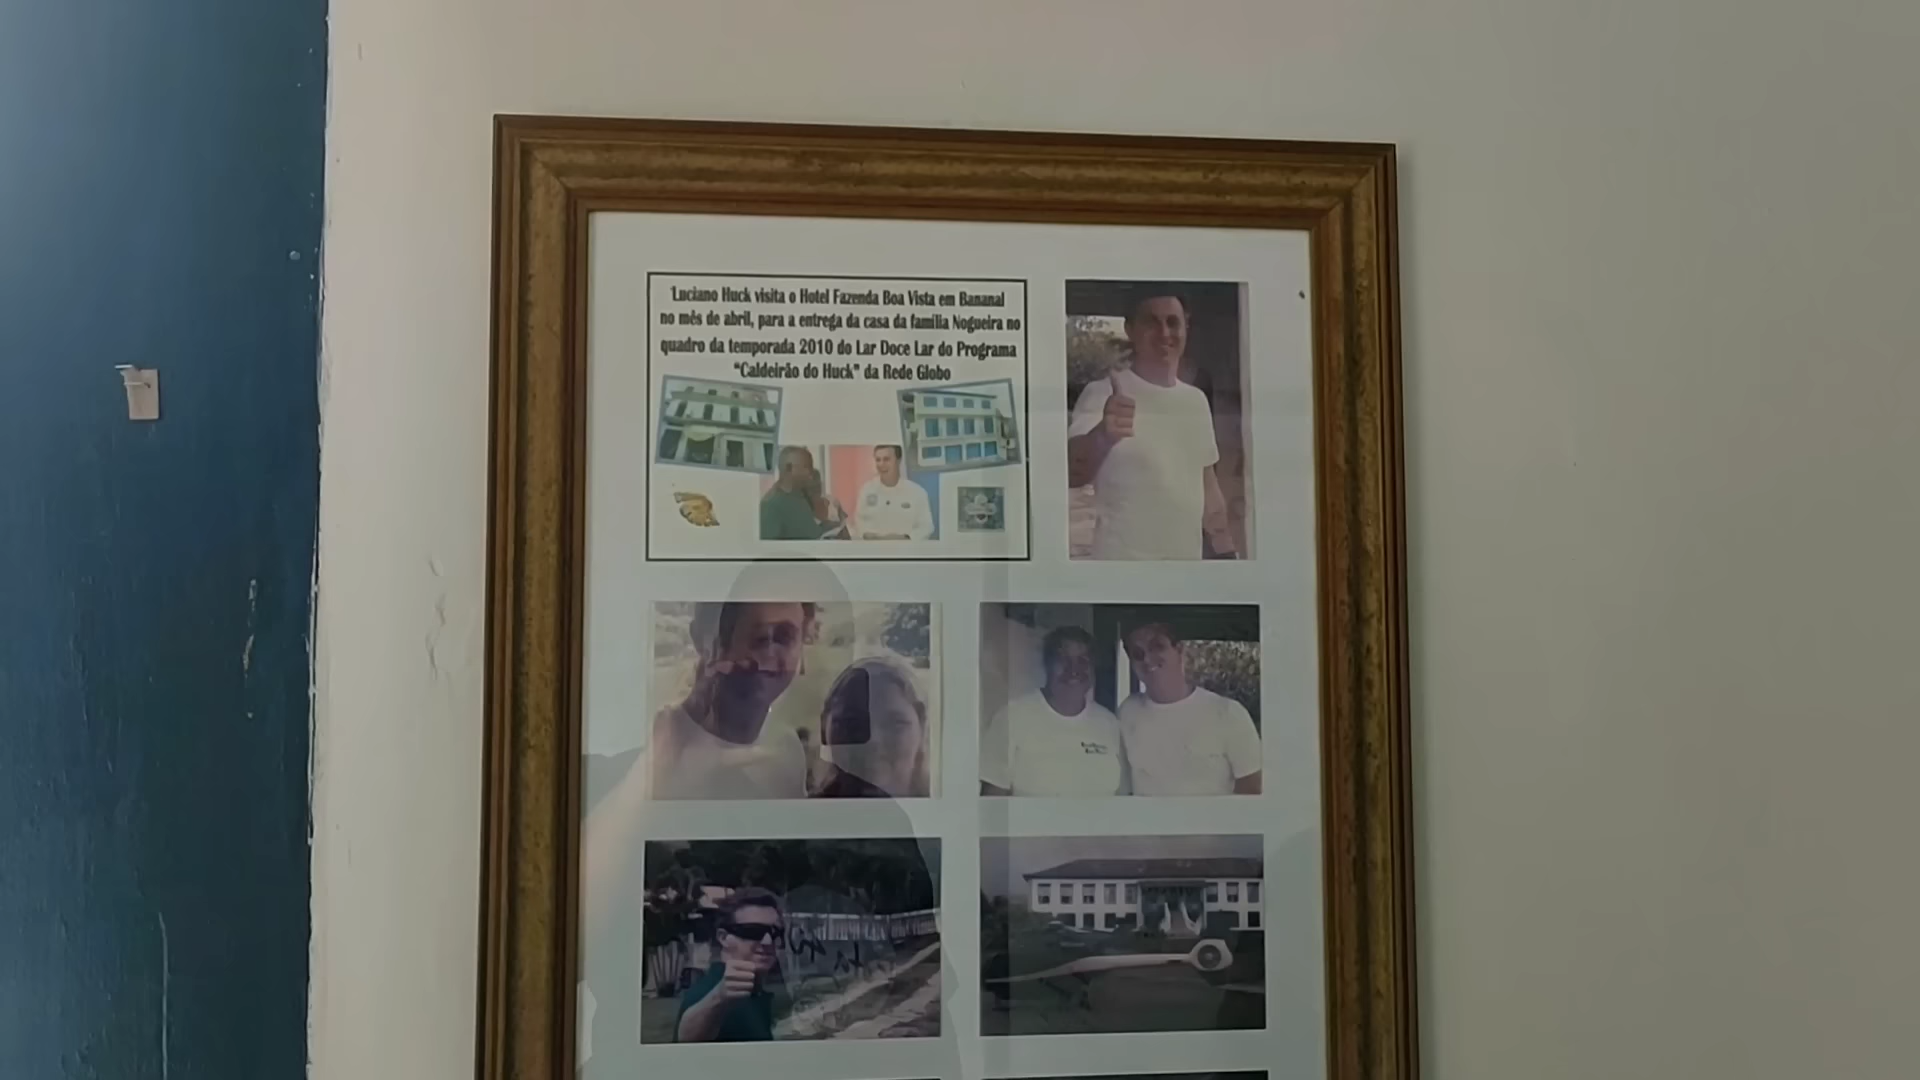 Luciano Huck visita o Hotel Fazenda Boa Vista em Bananal
no mês de abril, para a entrega da casa da família Nogueira no
quadro da temporada 2010 do Lar Doce Lar do Programa
“Caldeirão do Huck” da Rede Globo